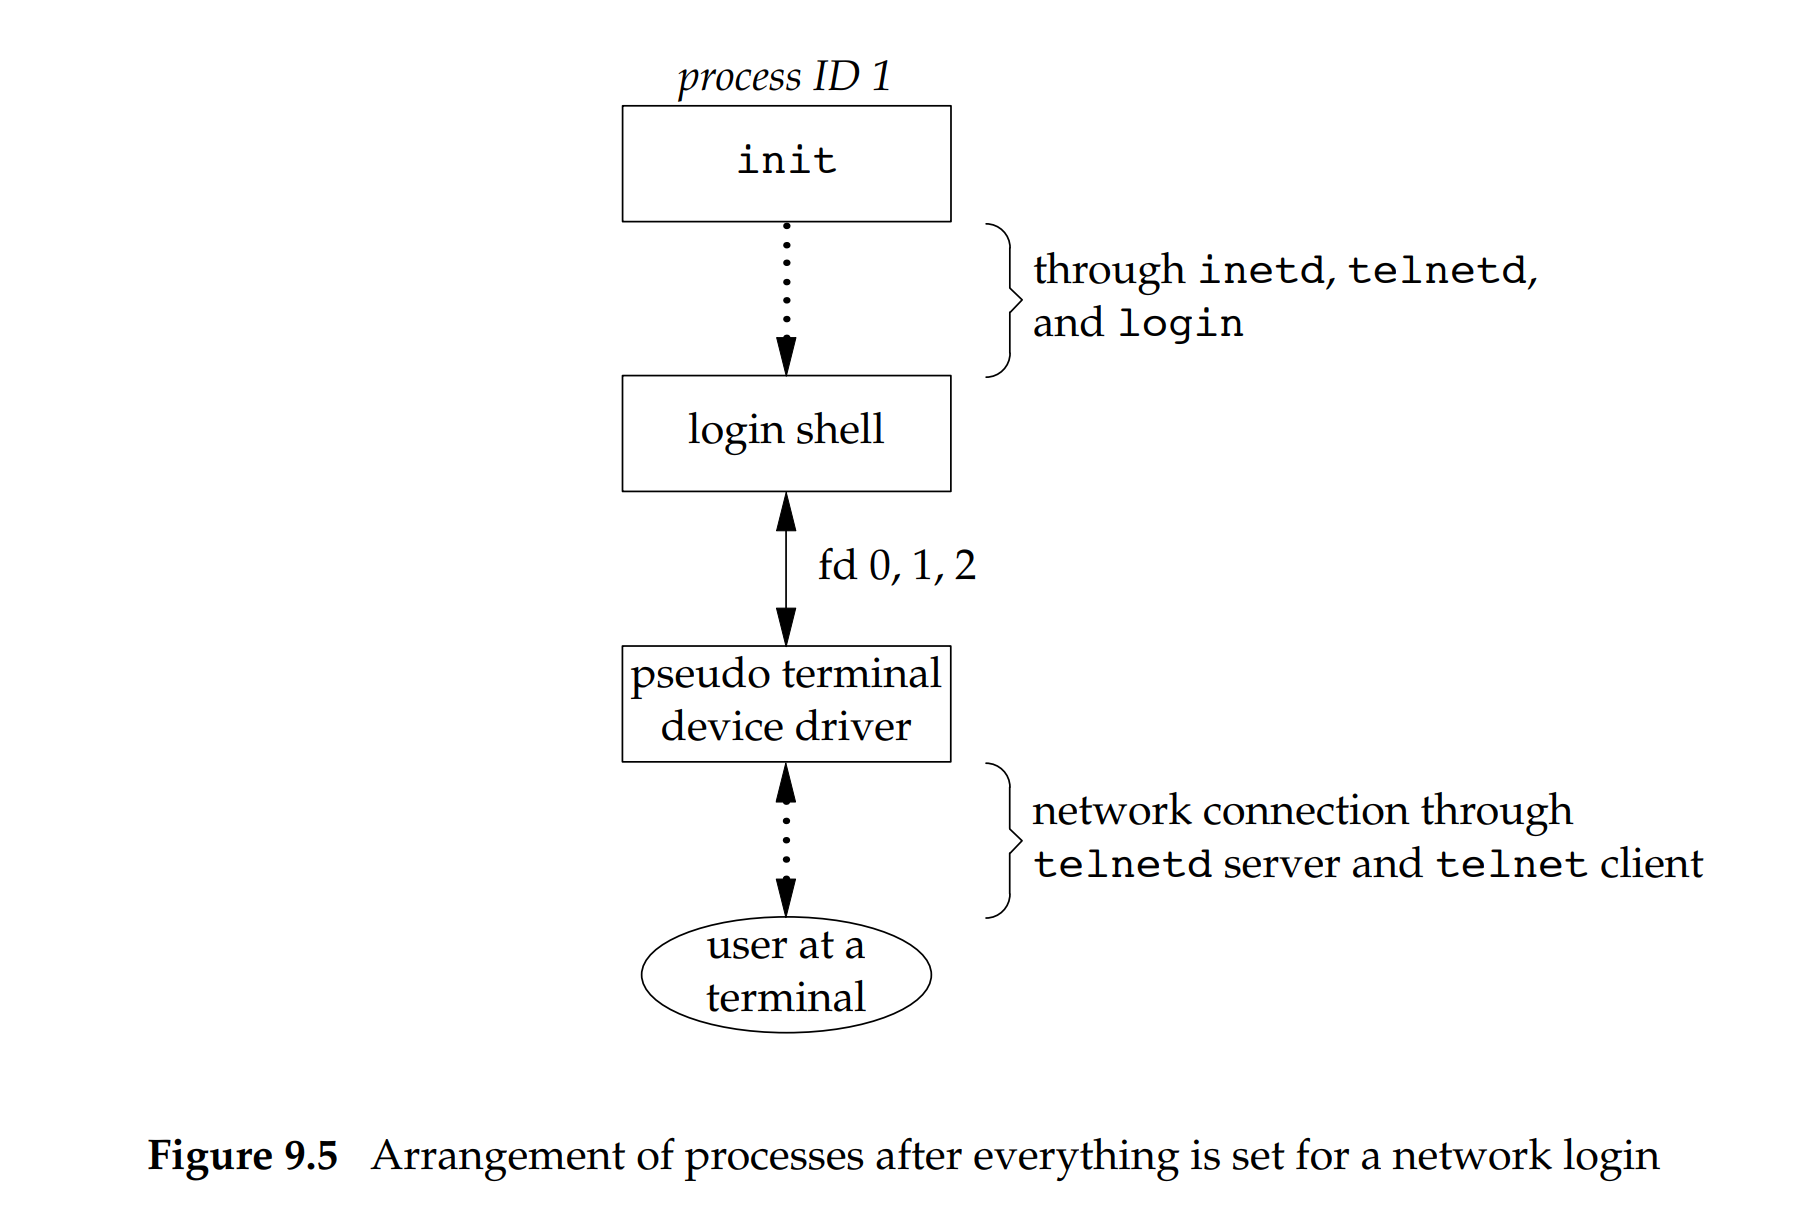 process ID 1
init
through inetd, telnetd,
and login
login shell
fd 0, 1, 2
pseudo terminal
device driver
network connection through
telnetd server and telnet client
user at a
terminal
Figure 9.5 Arrangement of processes after everything is set for a network login